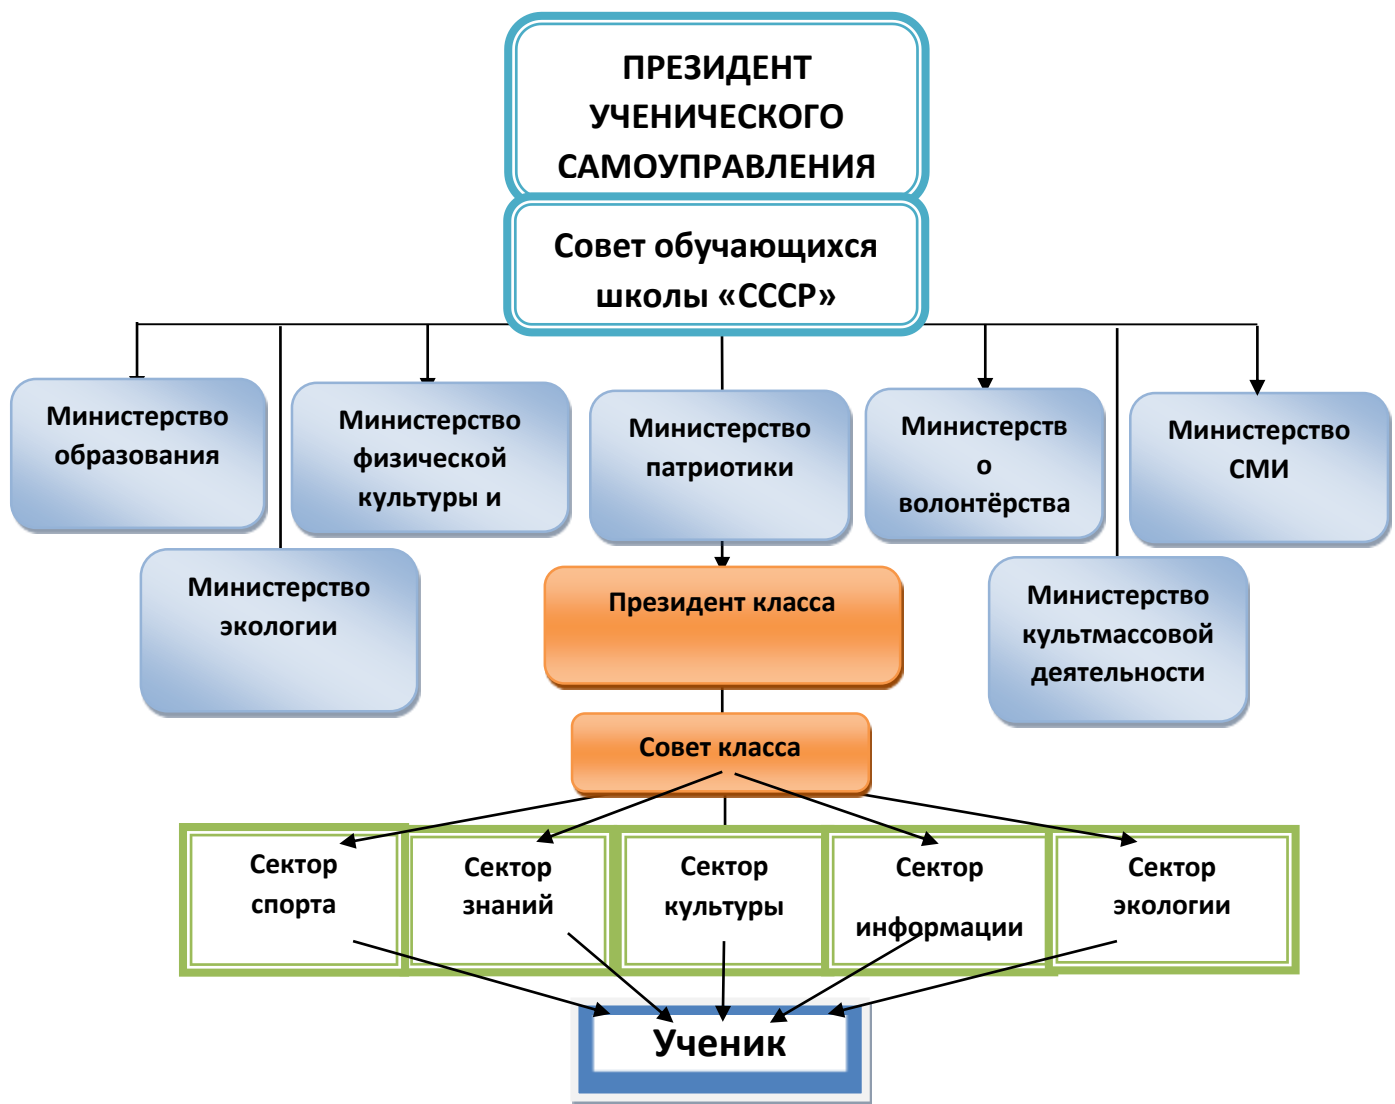 ПРЕЗИДЕНТ
УЧЕНИЧЕСКОГО
САМОУПРАВЛЕНИЯ
Совет обучающихся
школы «СССР»
Министерство
образования
Министерство
физической
культуры и
Министерство
патриотики
Министерств
о
волонтёрства
Министерство
СМИ
Министерство
экологии
Президент класса
Министерство
культмассовой
деятельности
Совет класса
Сектор
спорта
Сектор
знаний
Сектор
культуры
Сектор
информации
Сектор
экологии
Ученик